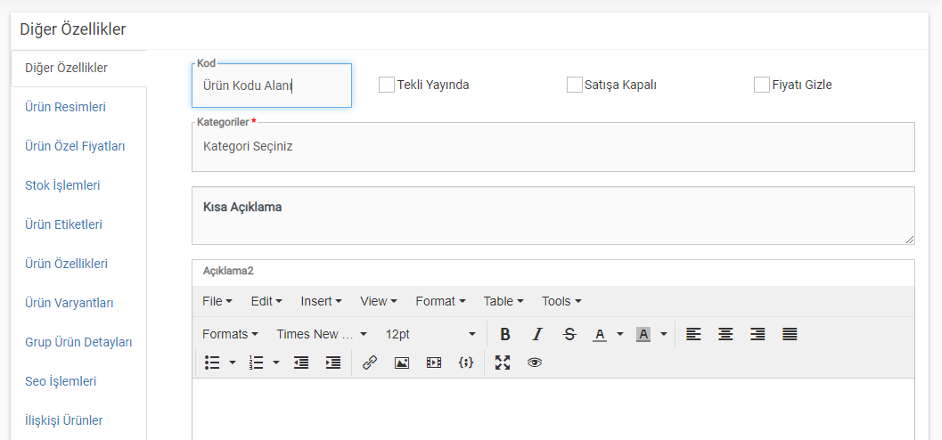 Diğer Özellikler
Diğer Özellikler
Ürün Resimleri
Ürün Özel Fiyatları
Stok İşlemleri
Ürün Etiketleri
Ürün Özellikleri
Ürün Varyantları
Grup Ürün Detayları
Seo İşlemleri
İlişkişi Ürünler
Kod
Ürün Kodu Alanı
Tekli Yayında
Satışa Kapalı
Fiyatı Gizle
Kategoriler *
Kategori Seçiniz
Kısa Açıklama
Açıklama2
File Edit Insert View Format Table Tools
Formats Times New ... 12pt B I S A A